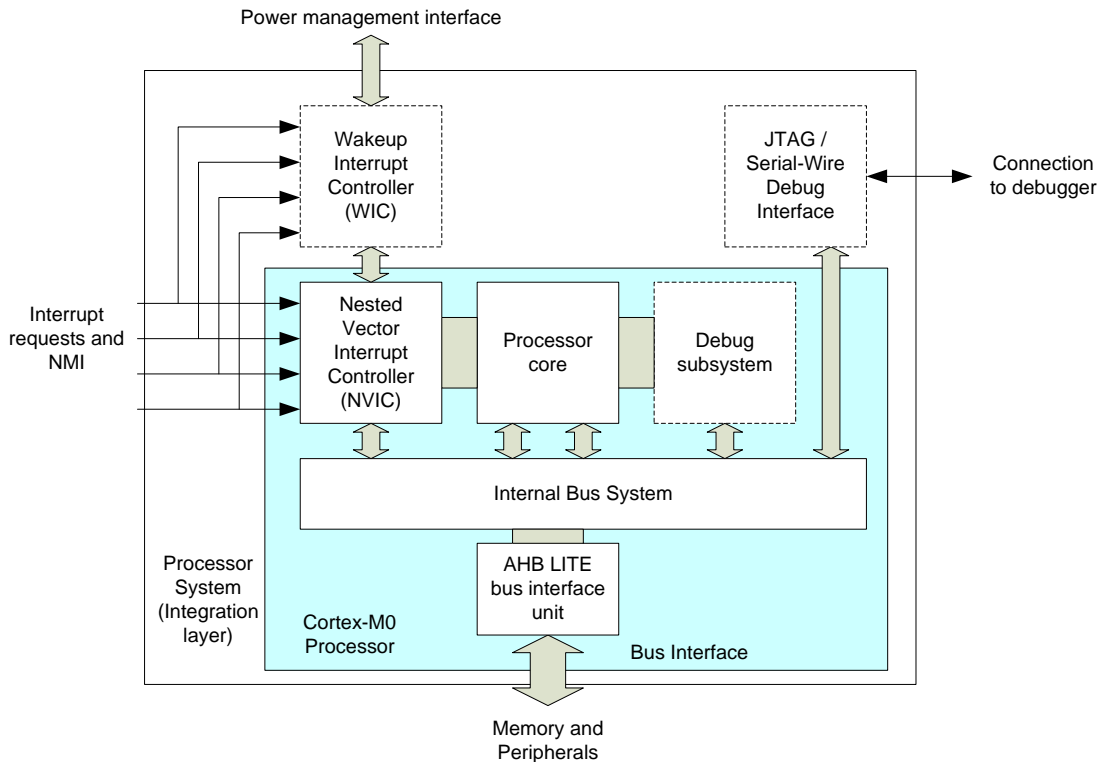 Power management interface
Wakeup
Interrupt
Controller
(WIC)
JTAG /
Serial-Wire
Debug
Interface
Connection
to debugger
Interrupt
requests and
NMI
Nested
Vector
Interrupt
Controller
(NVIC)
Processor
core
Debug
subsystem
Internal Bus System
AHB LITE
bus interface
unit
Processor
System
(Integration
layer)
Cortex-M0
Processor
Bus Interface
Memory and
Peripherals